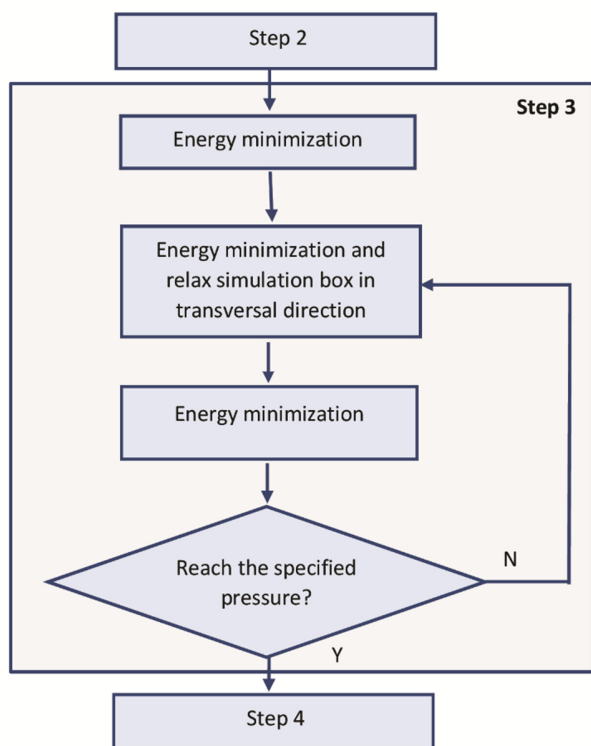 Step 2
Step 3
Energy minimization
Energy minimization and
relax simulation box in
transversal direction
Energy minimization
Reach the specified
pressure?
N
Y
Step 4